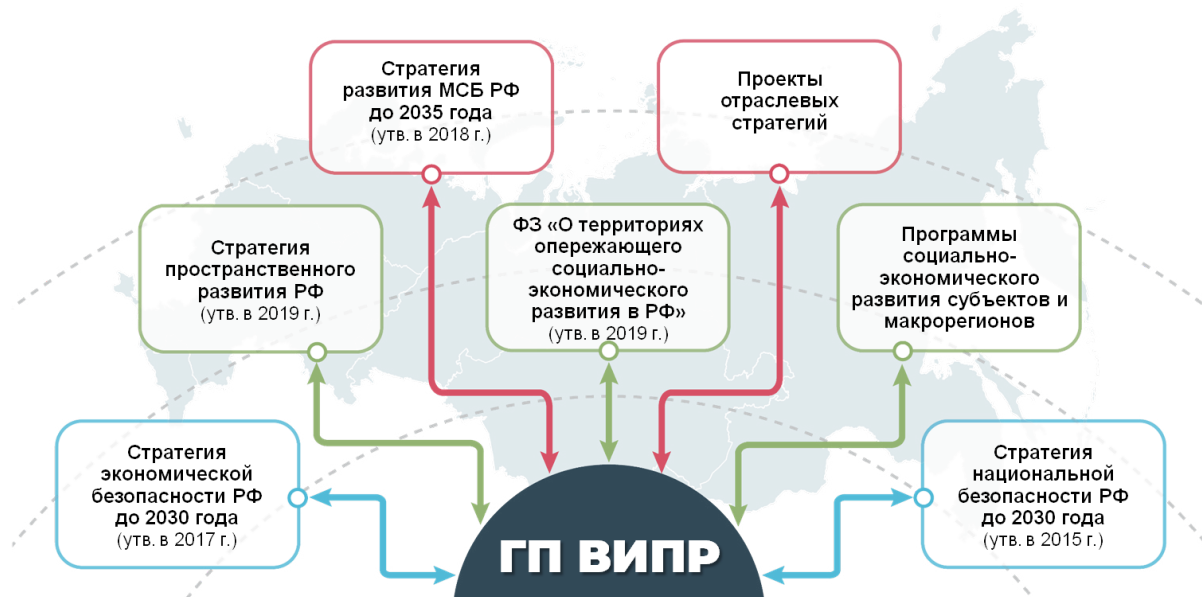 Стратегия
развития МСБ РФ
до 2035 года
(утв. в 2018 г.)
Проекты
отраслевых
стратегий
Стратегия
пространственного
развития РФ
(утв. в 2019 г.)
ФЗ «О территориях
опережающего
социально-
экономического
развития в РФ»
(утв. в 2019 г.)
Программы
социально-
экономического
развития субъектов и
макрорегионов
Стратегия
экономической
безопасности РФ
до 2030 года
(утв. в 2017 г.)
Стратегия
национальной
безопасности РФ
до 2030 года
(утв. в 2015 г.)
ГП ВИПР